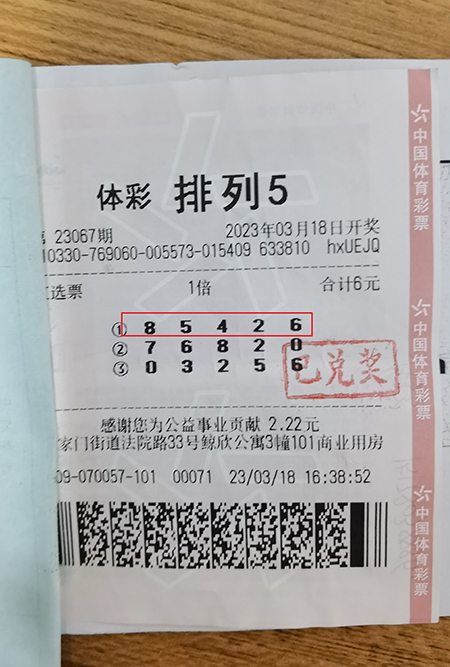 体彩 排列5
第 23067期 2023年03月18日开奖
10330-769060-005573-015409 633810 hxUEJQ
直选票 1倍 合计6元
① 8 5 4 2 6
② 7 6 8 2 0
③ 0 3 2 5 6
已兑奖
感谢您为公益事业贡献 2.22元
家门街道法院路33号鲸欣公寓3幢101商业用房
09-070057-101 00071 23/03/18 16:38:52
中国体育彩票
中国体育彩票
中国体育彩票